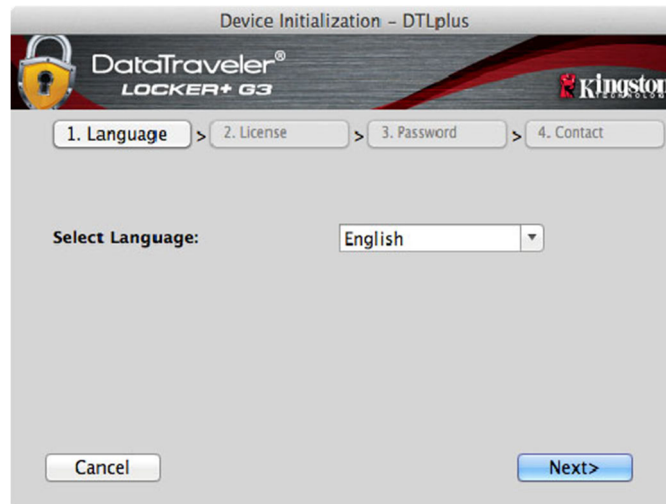 Device Initialization - DTLplus
DataTraveler®
LOCKER+ G3
Kingston
TECHNOLOGY
1. Language > 2. License > 3. Password > 4. Contact
Select Language: English
Cancel Next>